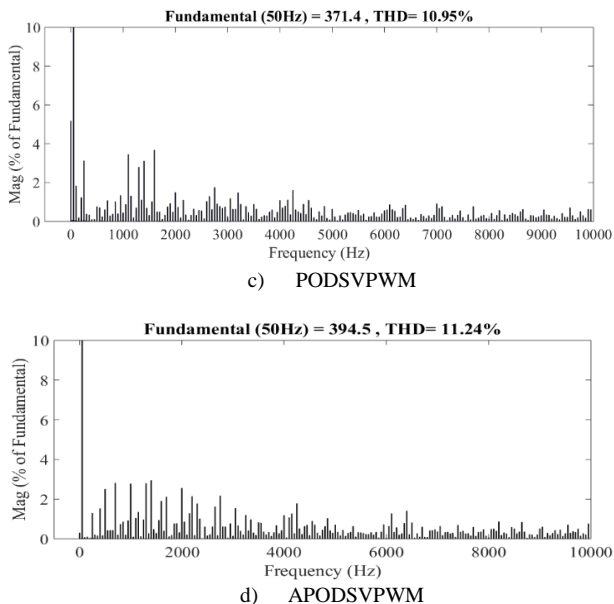 Fundamental (50Hz) = 371.4 , THD= 10.95%
Mag (% of Fundamental)
10
8
6
4
2
0
0 1000 2000 3000 4000 5000 6000 7000 8000 9000 10000
Frequency (Hz)
c) PODSVPWM
Fundamental (50Hz) = 394.5 , THD= 11.24%
Mag (% of Fundamental)
10
8
6
4
2
0
0 2000 4000 6000 8000 10000
Frequency (Hz)
d) APODSVPWM